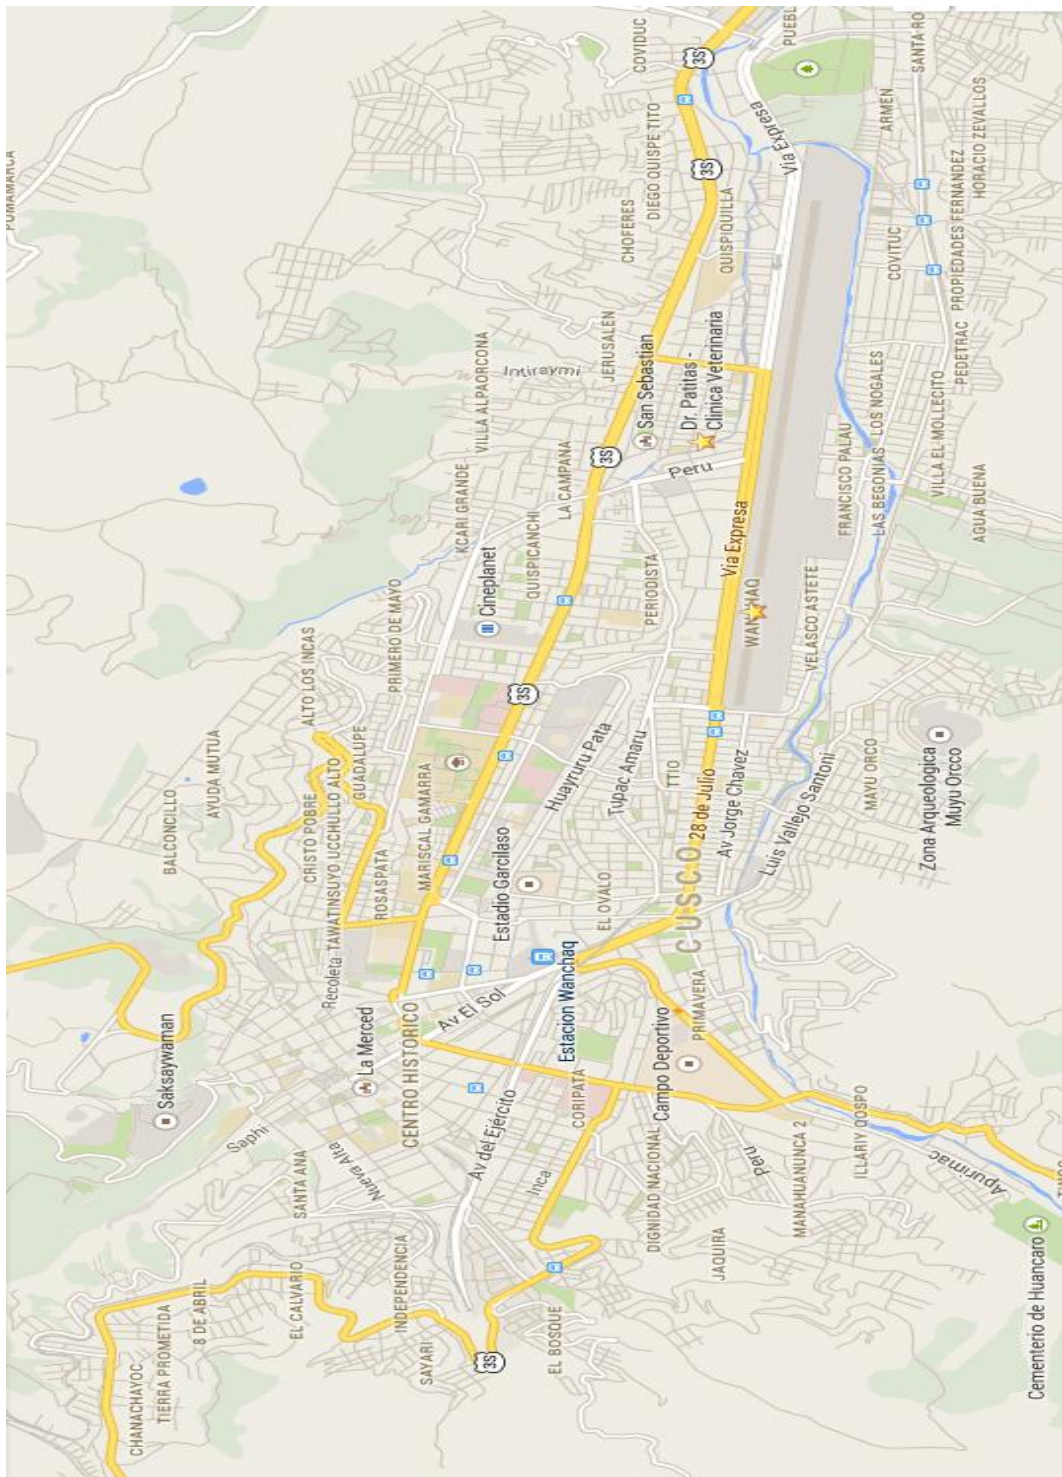 PUMAMARCA
CHANACHAYOC
TIERRA PROMETIDA
Saksaywaman
BALCONCILLO
8 DE ABRIL
AYUDA MUTUA
Saphi
EL CALVARIO
SANTA ANA
CRISTO POBRE
ALTO LOS INCAS
Recoleta
TAWATINSUYO
UCCHULLO ALTO
GUADALUPE
Nueva Alta
La Merced
ROSASPATA
PRIMERO DE MAYO
INDEPENDENCIA
CENTRO HISTORICO
SAYARI
MARISCAL GAMARRA
KCARI GRANDE
VILLA ALPAORCONA
Av El Sol
Av del Ejército
Cineplanet
3S
Estadio Garcilaso
3S
QUISPICANCHI
Intiraymi
Inca
EL BOSQUE
Estacion Wanchaq
LA CAMPANA
CORIPATA
Huayruru Pata
EL OVALO
3S
JERUSALEN
Tupac Amaru
CHOFERES
COVIDUC
DIGNIDAD NACIONAL
Campo Deportivo
PERIODISTA
San Sebastian
DIEGO QUISPE TITO
TTIO
Peru
Dr. Patitas -
Clinica Veterinaria
3S
3S
CUSCO
PRIMAVERA
28 de Julio
JAQUIRA
Av Jorge Chavez
Via Expresa
QUISPIQUILLA
Peru
WANCHAQ
Via Expresa
PUEBL
MANAHUANUNCA 2
Luis Vallejo Santoni
VELASCO ASTETE
FRANCISCO PALAU
ILLARIY QOSPO
MAYU ORCO
LAS BEGONIAS
LOS NOGALES
COVITUC
ARMEN
SANTA RO
Apurimac
Zona Arqueologica
Muyu Orcco
VILLA EL MOLLECITO
PEDETRAC
PROPIEDADES FERNANDEZ
AGUA BUENA
HORACIO ZEVALLOS
Cementerio de Huancaro